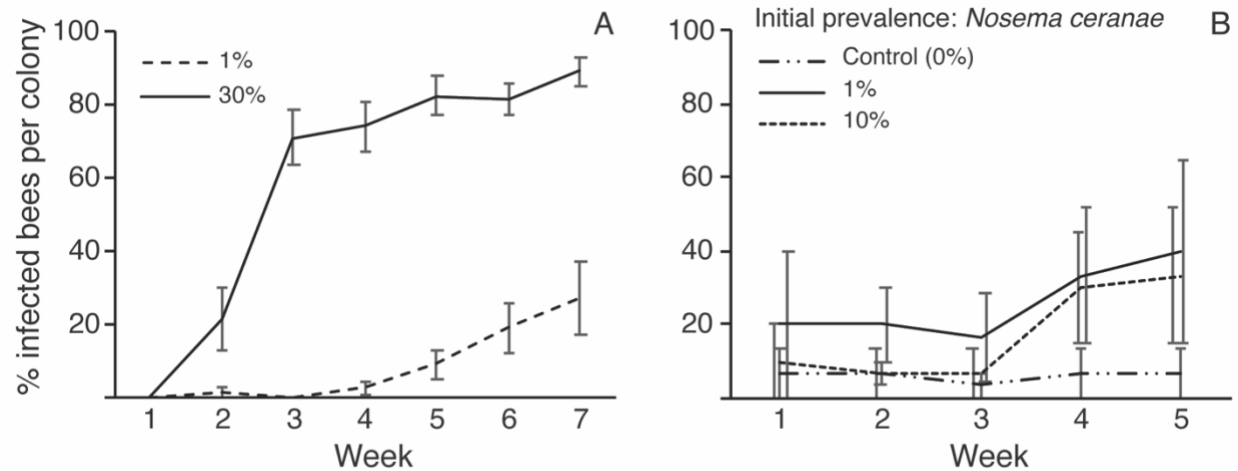 A
% infected bees per colony
100
80
60
40
20
1%
30%
1 2 3 4 5 6 7
Week
Initial prevalence: Nosema ceranae
B
100
80
60
40
20
Control (0%)
1%
10%
1 2 3 4 5
Week